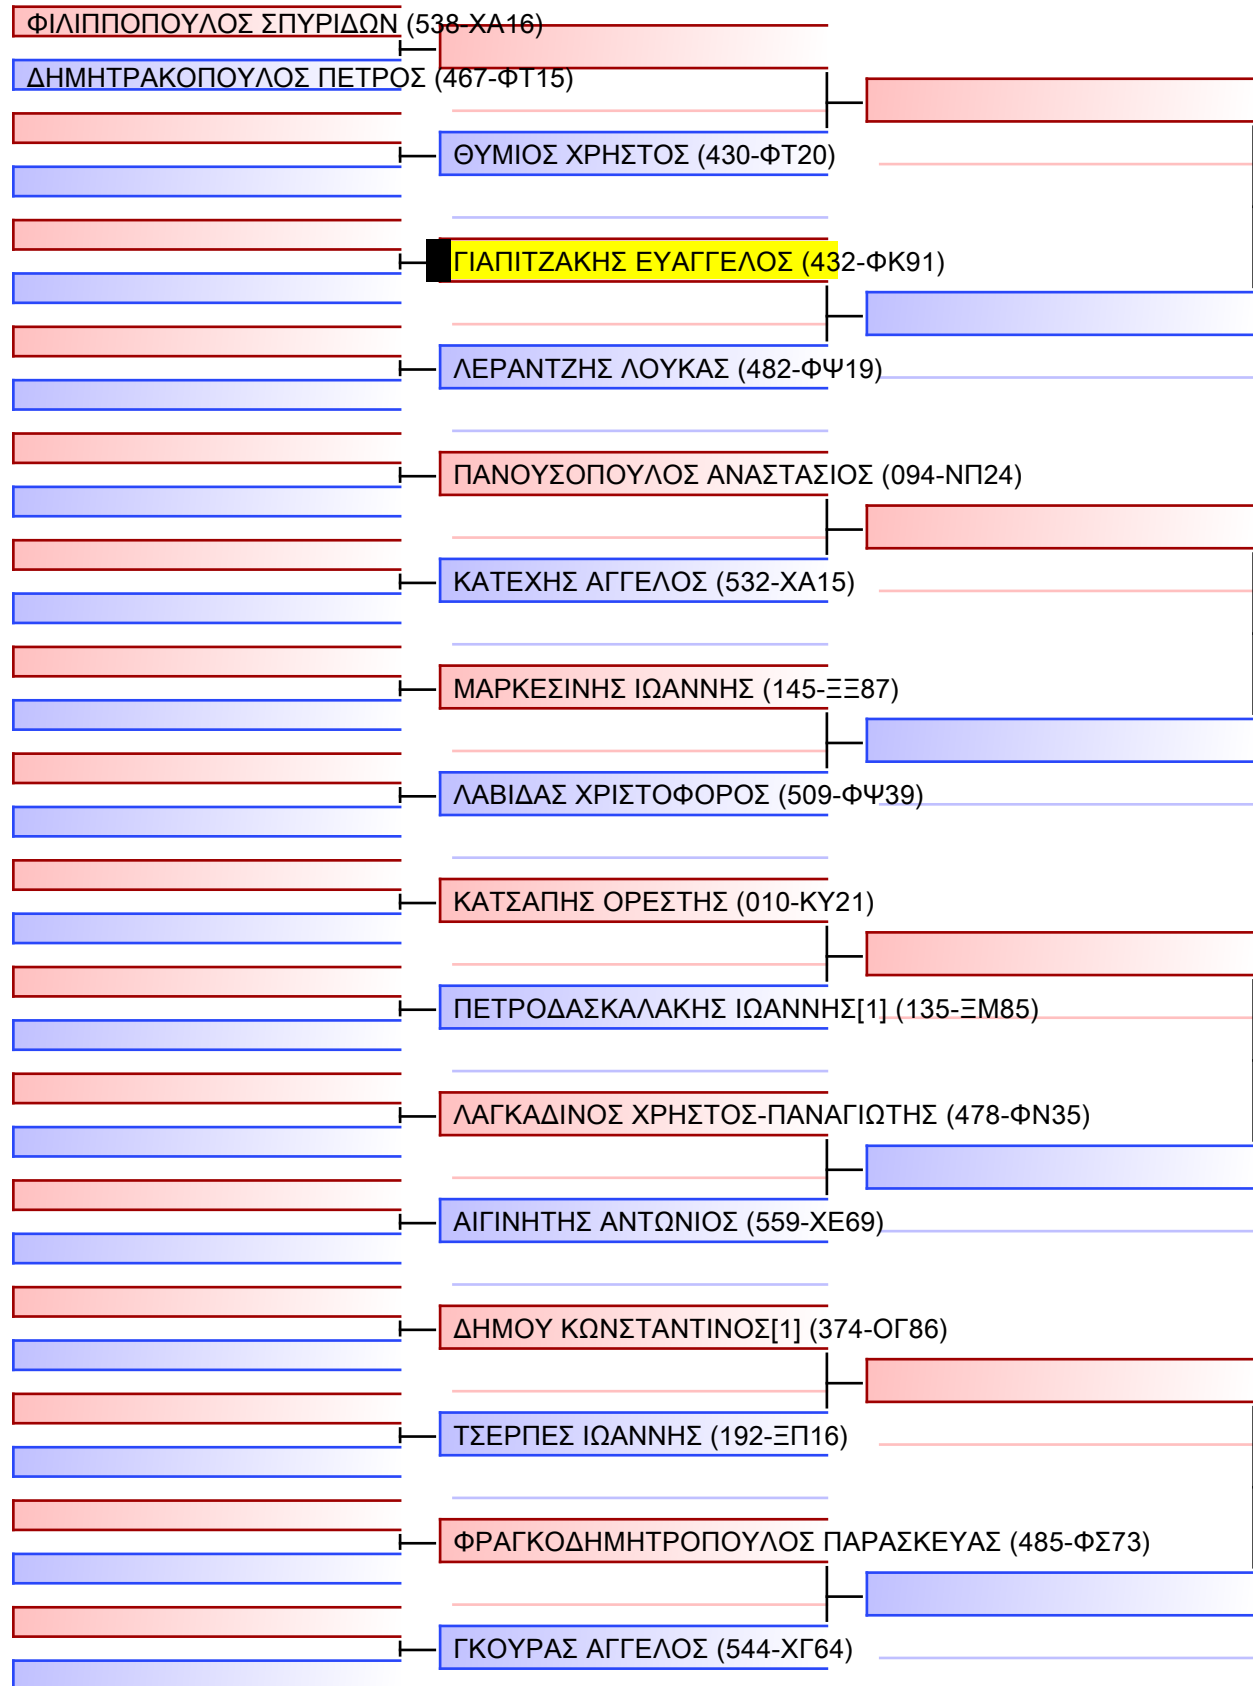 ΦΙΛΙΠΠΟΠΟΥΛΟΣ ΣΠΥΡΙΔΩΝ (538-ΧΑ16)
ΔΗΜΗΤΡΑΚΟΠΟΥΛΟΣ ΠΕΤΡΟΣ (467-ΦΤ15)
ΘΥΜΙΟΣ ΧΡΗΣΤΟΣ (430-ΦΤ20)
ΓΙΑΠΙΤΖΑΚΗΣ ΕΥΑΓΓΕΛΟΣ (432-ΦΚ91)
ΛΕΡΑΝΤΖΗΣ ΛΟΥΚΑΣ (482-ΦΨ19)
ΠΑΝΟΥΣΟΠΟΥΛΟΣ ΑΝΑΣΤΑΣΙΟΣ (094-ΝΠ24)
ΚΑΤΕΧΗΣ ΑΓΓΕΛΟΣ (532-ΧΑ15)
ΜΑΡΚΕΣΙΝΗΣ ΙΩΑΝΝΗΣ (145-ΞΞ87)
ΛΑΒΙΔΑΣ ΧΡΙΣΤΟΦΟΡΟΣ (509-ΦΨ39)
ΚΑΤΣΑΠΗΣ ΟΡΕΣΤΗΣ (010-ΚΥ21)
ΠΕΤΡΟΔΑΣΚΑΛΑΚΗΣ ΙΩΑΝΝΗΣ[1] (135-ΞΜ85)
ΛΑΓΚΑΔΙΝΟΣ ΧΡΗΣΤΟΣ-ΠΑΝΑΓΙΩΤΗΣ (478-ΦΝ35)
ΑΙΓΙΝΗΤΗΣ ΑΝΤΩΝΙΟΣ (559-ΧΕ69)
ΔΗΜΟΥ ΚΩΝΣΤΑΝΤΙΝΟΣ[1] (374-ΟΓ86)
ΤΣΕΡΠΕΣ ΙΩΑΝΝΗΣ (192-ΞΠ16)
ΦΡΑΓΚΟΔΗΜΗΤΡΟΠΟΥΛΟΣ ΠΑΡΑΣΚΕΥΑΣ (485-ΦΣ73)
ΓΚΟΥΡΑΣ ΑΓΓΕΛΟΣ (544-ΧΓ64)